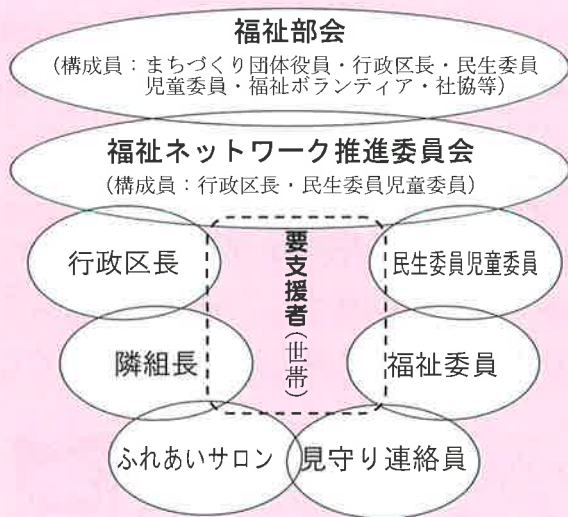 福祉部会
(構成員：まちづくり団体役員・行政区長・民生委員
児童委員・福祉ボランティア・社協等)
福祉ネットワーク推進委員会
(構成員：行政区長・民生委員児童委員)
行政区長
要支援者(世帯)
民生委員児童委員
隣組長
福祉委員
ふれあいサロン
見守り連絡員